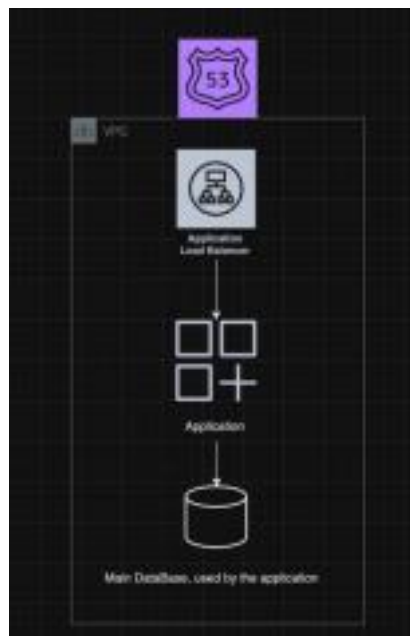 53
VPC
Application
Load Balancer
Application
Main DataBase, used by the application